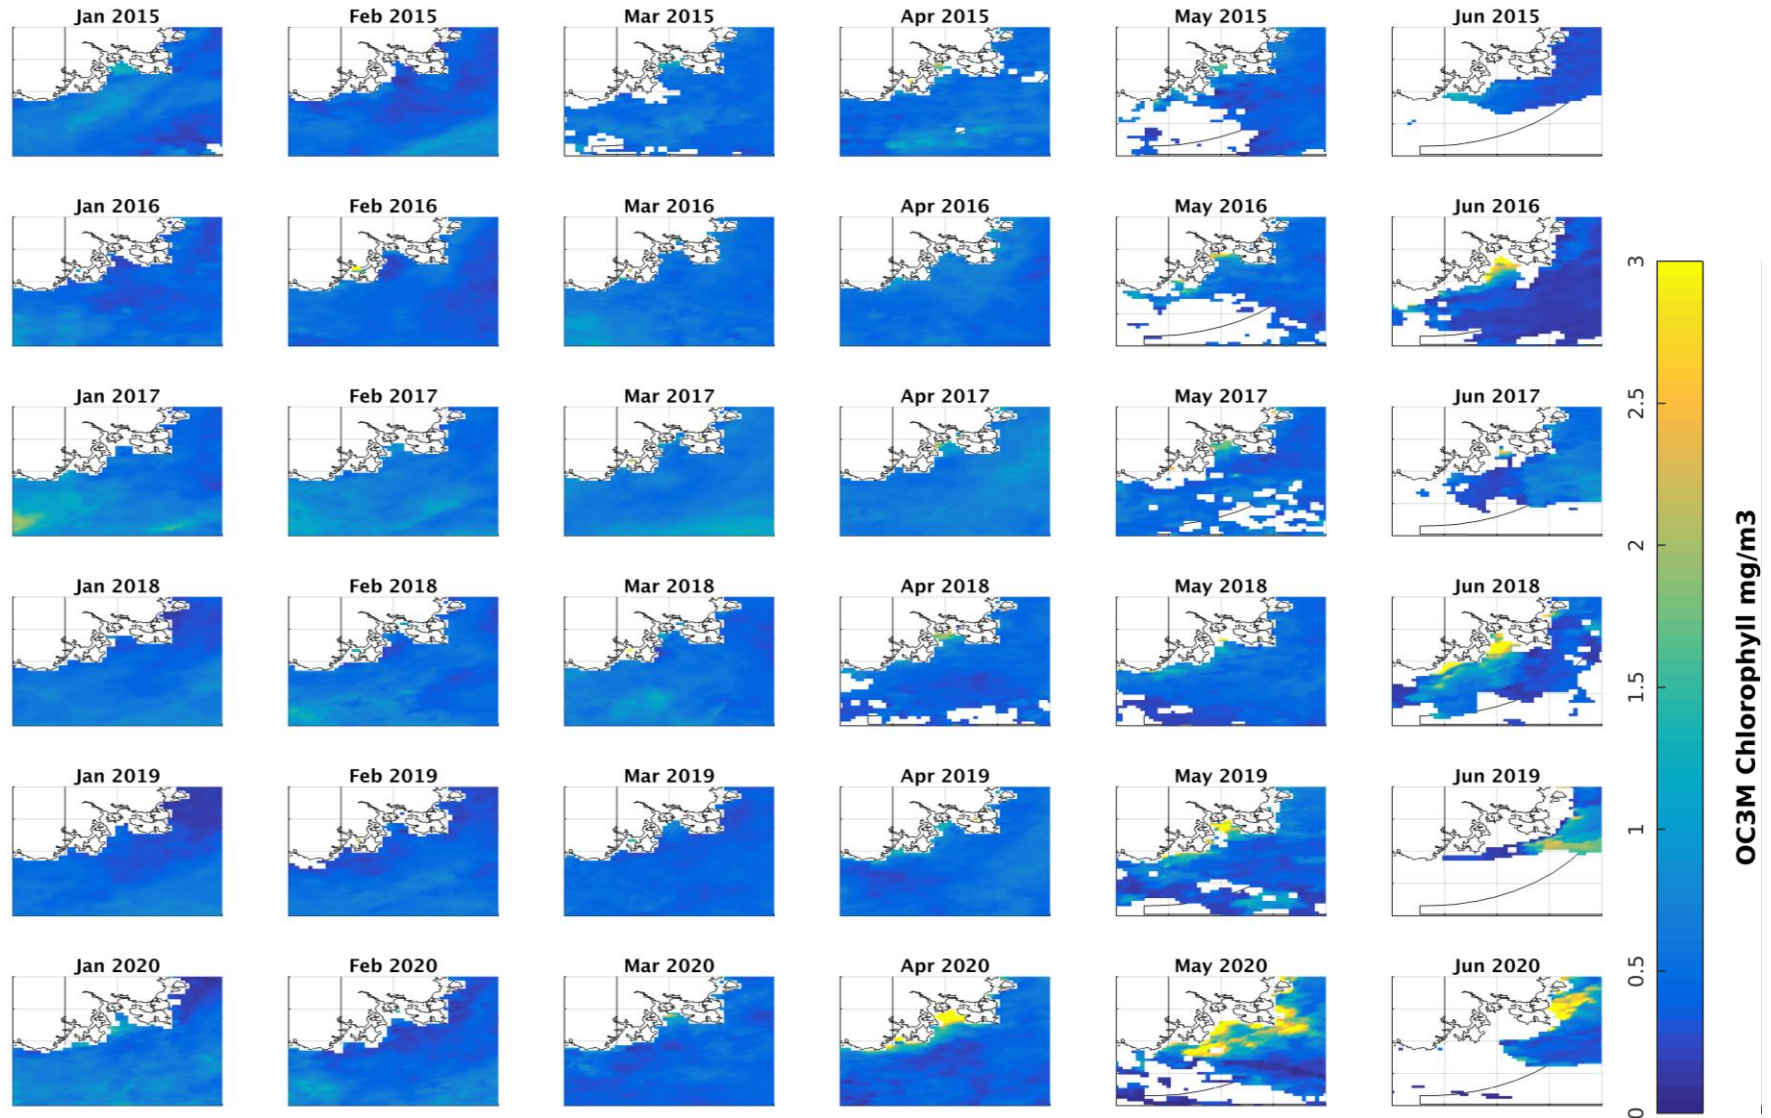 Jan 2015 Feb 2015 Mar 2015 Apr 2015 May 2015 Jun 2015
Jan 2016 Feb 2016 Mar 2016 Apr 2016 May 2016 Jun 2016
Jan 2017 Feb 2017 Mar 2017 Apr 2017 May 2017 Jun 2017
Jan 2018 Feb 2018 Mar 2018 Apr 2018 May 2018 Jun 2018
Jan 2019 Feb 2019 Mar 2019 Apr 2019 May 2019 Jun 2019
Jan 2020 Feb 2020 Mar 2020 Apr 2020 May 2020 Jun 2020
3
2.5
2
1.5
1
0.5
0
OC3M Chlorophyll mg/m3